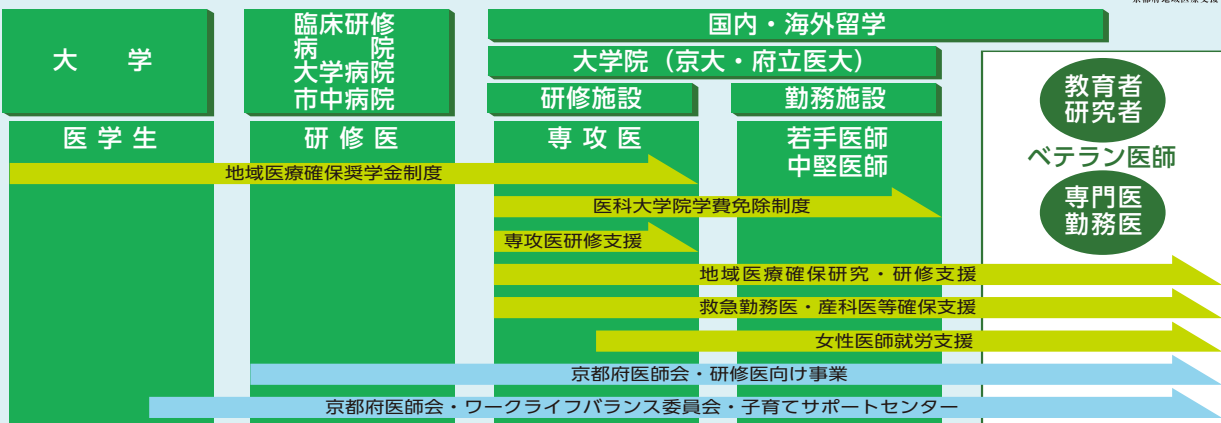 京都府地域医療支援
大学
臨床研修
病院
大学病院
市中病院
国内・海外留学
大学院（京大・府立医大）
研修施設
勤務施設
教育者
研究者
ベテラン医師
専門医
勤務医
医学生
研修医
専攻医
若手医師
中堅医師
地域医療確保奨学金制度
医科大学院学費免除制度
専攻医研修支援
地域医療確保研究・研修支援
救急勤務医・産科医等確保支援
女性医師就労支援
京都府医師会・研修医向け事業
京都府医師会・ワークライフバランス委員会・子育てサポートセンター